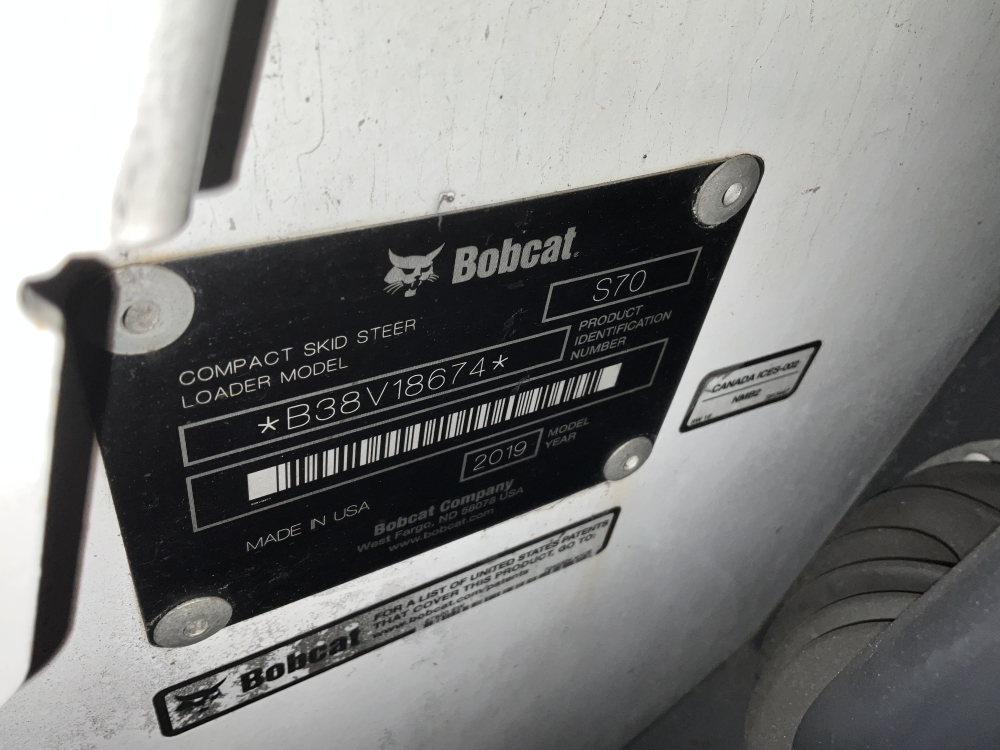 Bobcat
COMPACT SKID STEER
LOADER MODEL
S70
PRODUCT
IDENTIFICATION
NUMBER
*B38V18674*
2019
MODEL
YEAR
MADE IN USA
Bobcat Company
West Fargo, ND 58078 USA
www.bobcat.com
CANADA ICES-002
NMB2
Bobcat
FOR A LIST OF UNITED STATES PATENTS
THAT COVER THIS PRODUCT, GO TO:
www.bobcat.com/patents